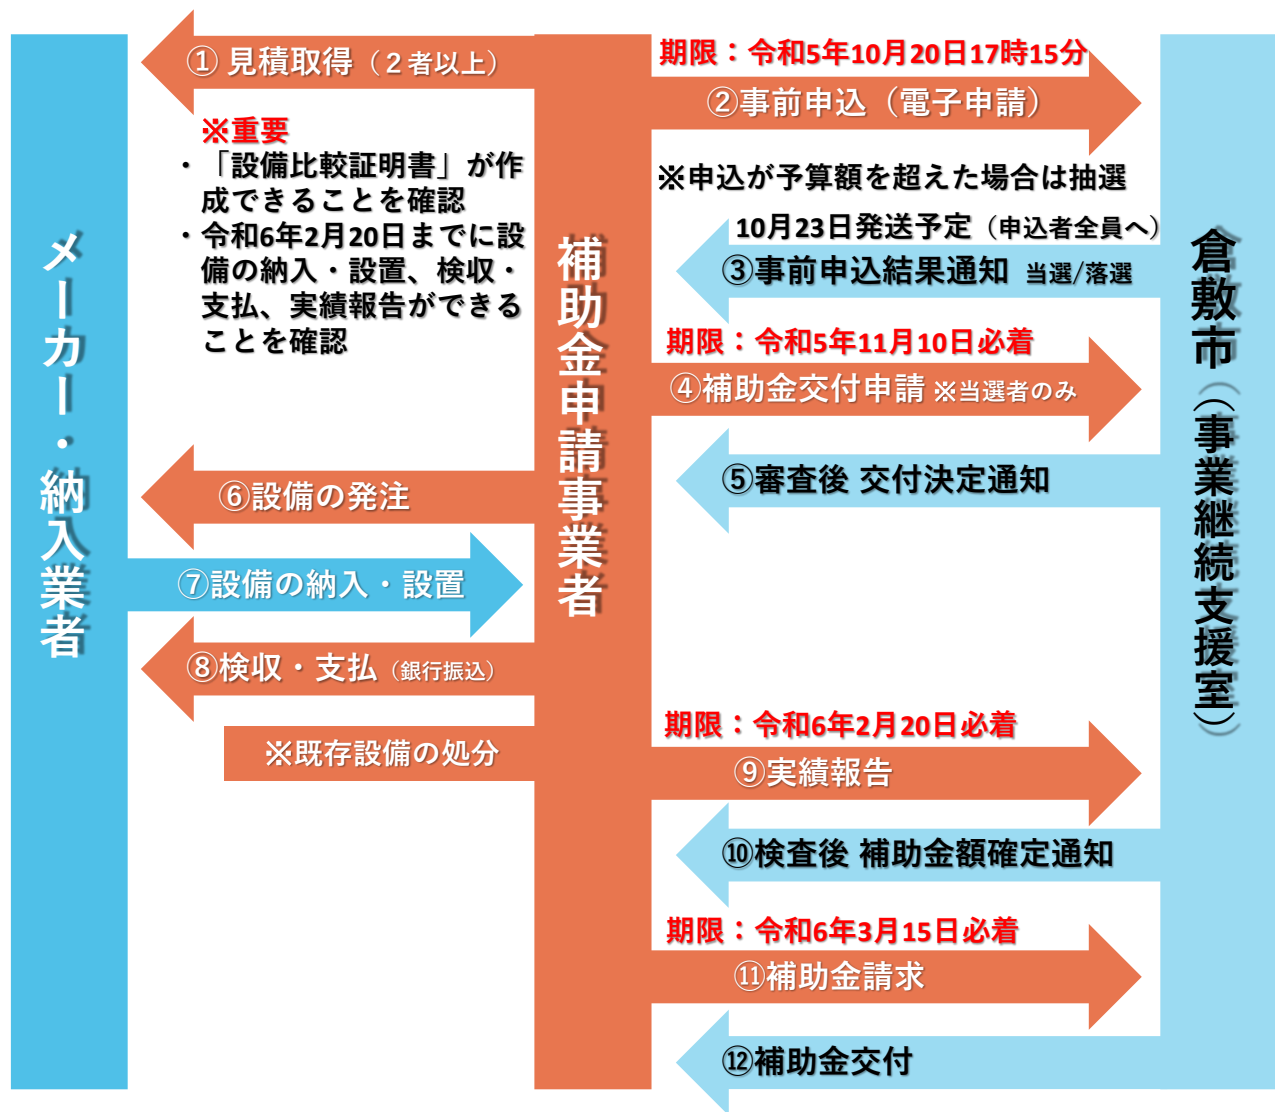 メーカー・納入業者
補助金申請事業者
倉敷市（事業継続支援室）
① 見積取得（２者以上）
※重要
・「設備比較証明書」が作
成できることを確認
・令和6年2月20日までに設
備の納入・設置、検収・
支払、実績報告ができる
ことを確認
期限：令和5年10月20日17時15分
②事前申込（電子申請）
※申込が予算額を超えた場合は抽選
10月23日発送予定（申込者全員へ）
③事前申込結果通知 当選/落選
期限：令和5年11月10日必着
④補助金交付申請 ※当選者のみ
⑤審査後 交付決定通知
⑥設備の発注
⑦設備の納入・設置
⑧検収・支払（銀行振込）
※既存設備の処分
期限：令和6年2月20日必着
⑨実績報告
⑩検査後 補助金額確定通知
期限：令和6年3月15日必着
⑪補助金請求
⑫補助金交付